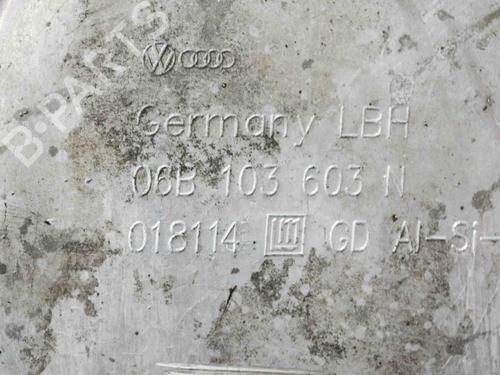 B-PARTS
Germany LBH
06B 103 603 N
018114 GD Al-Si-